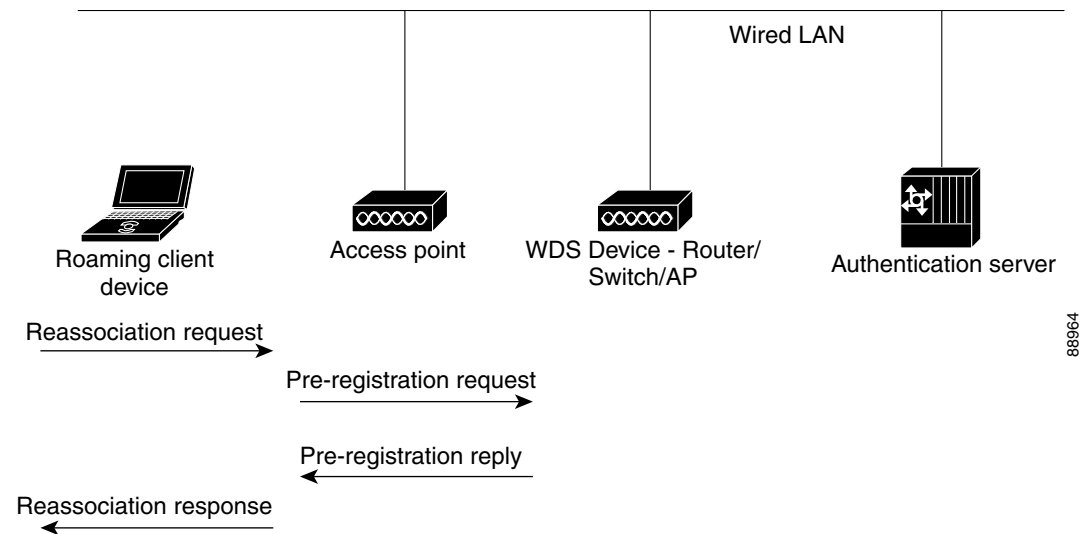 Wired LAN
Roaming client
device
Access point
WDS Device - Router/
Switch/AP
Authentication server
88964
Reassociation request
Pre-registration request
Pre-registration reply
Reassociation response